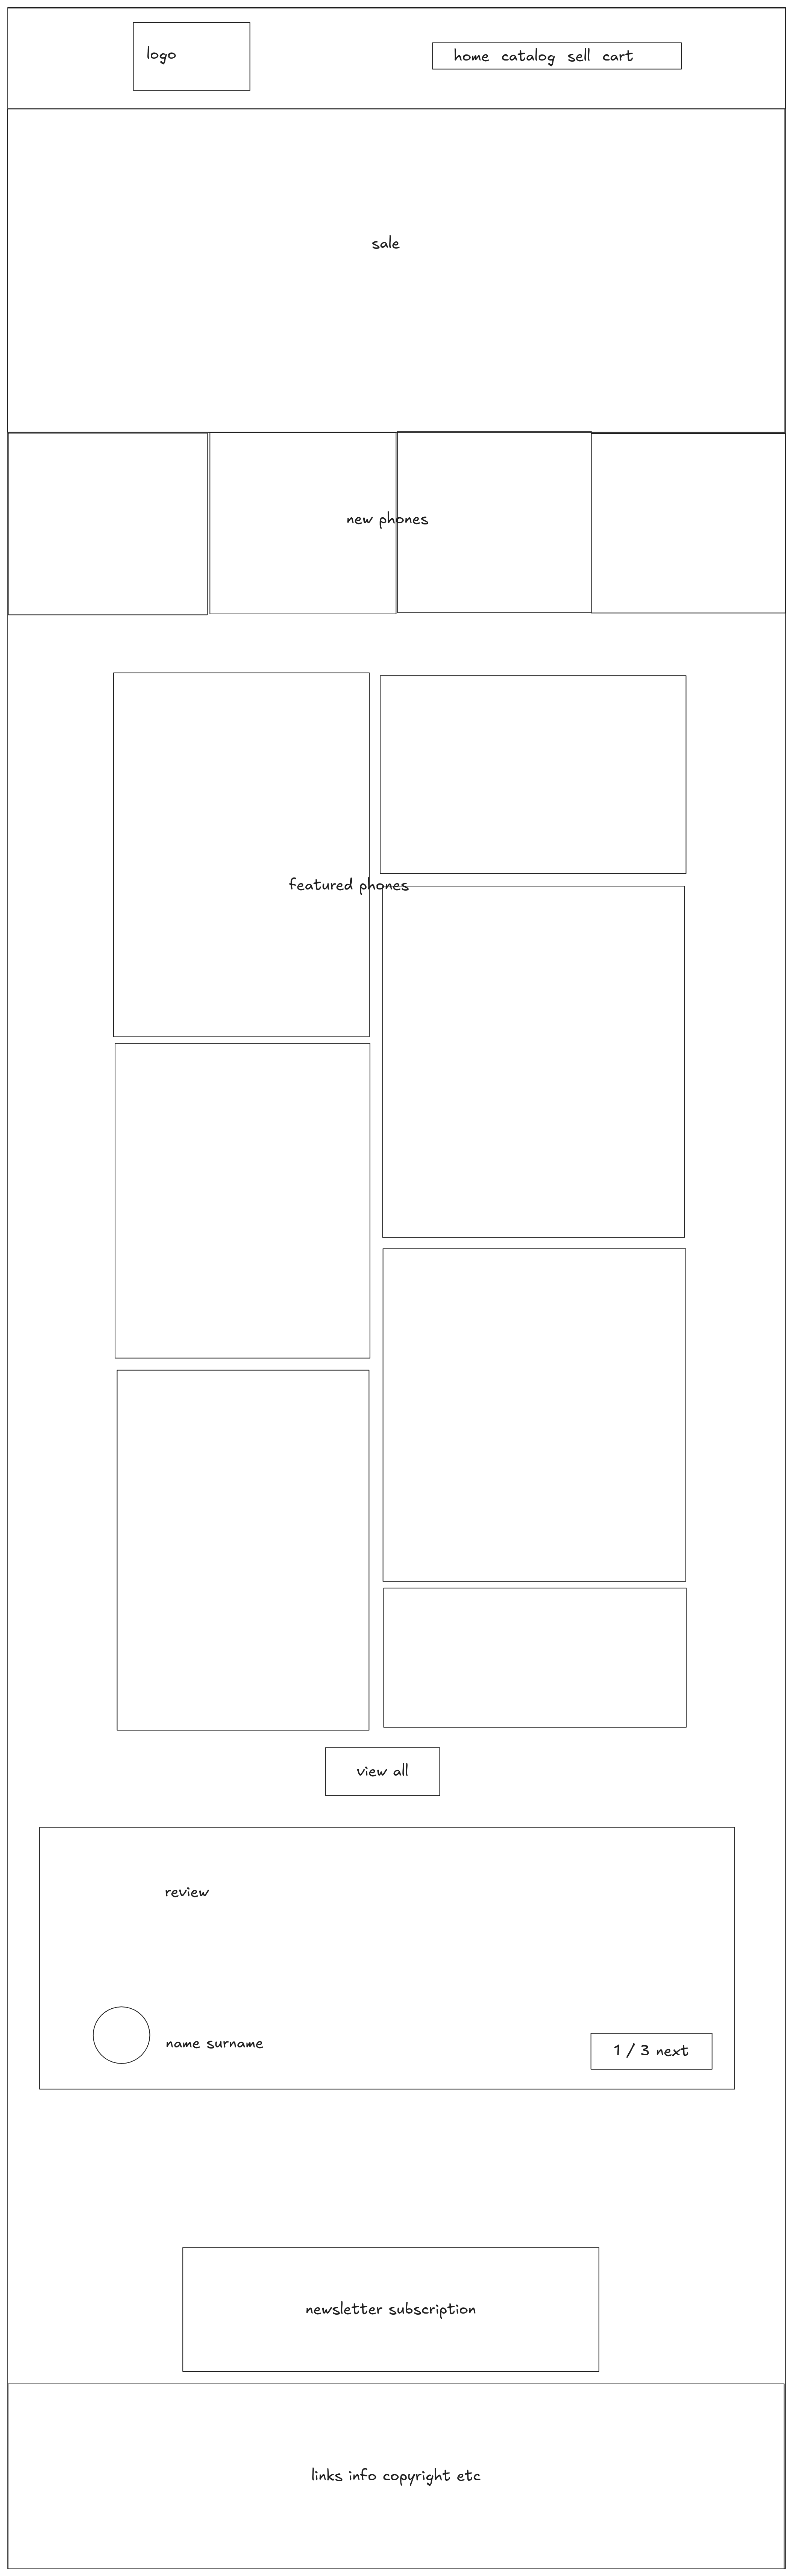 logo
home catalog sell cart
sale
new phones
featured phones
view all
review
name surname
1 / 3 next
newsletter subscription
links info copyright etc